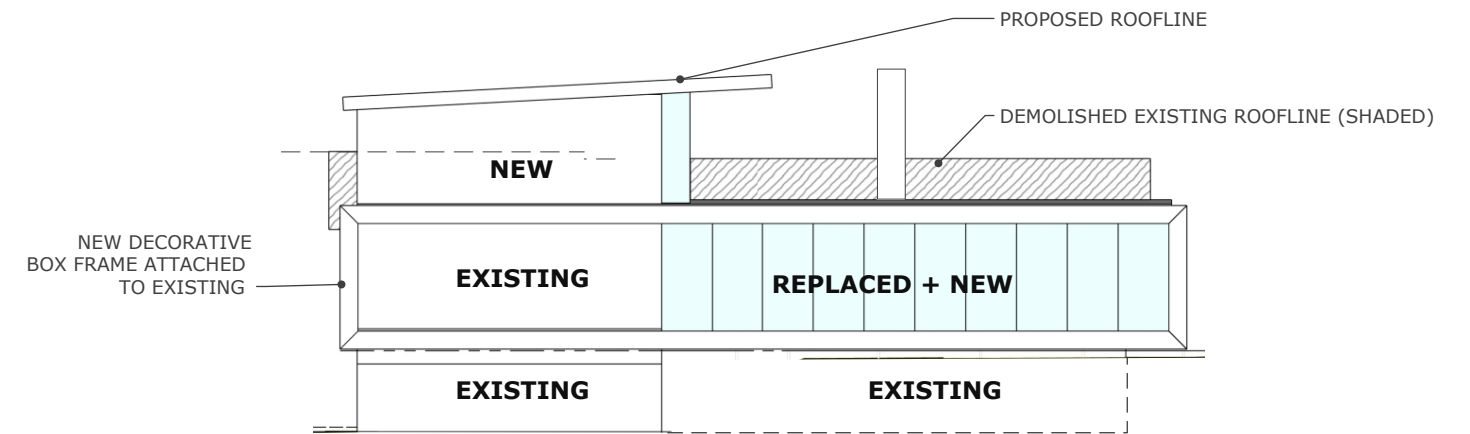 PROPOSED ROOFLINE
DEMOLISHED EXISTING ROOFLINE (SHADED)
NEW
NEW DECORATIVE
BOX FRAME ATTACHED
TO EXISTING
EXISTING
REPLACED + NEW
EXISTING
EXISTING